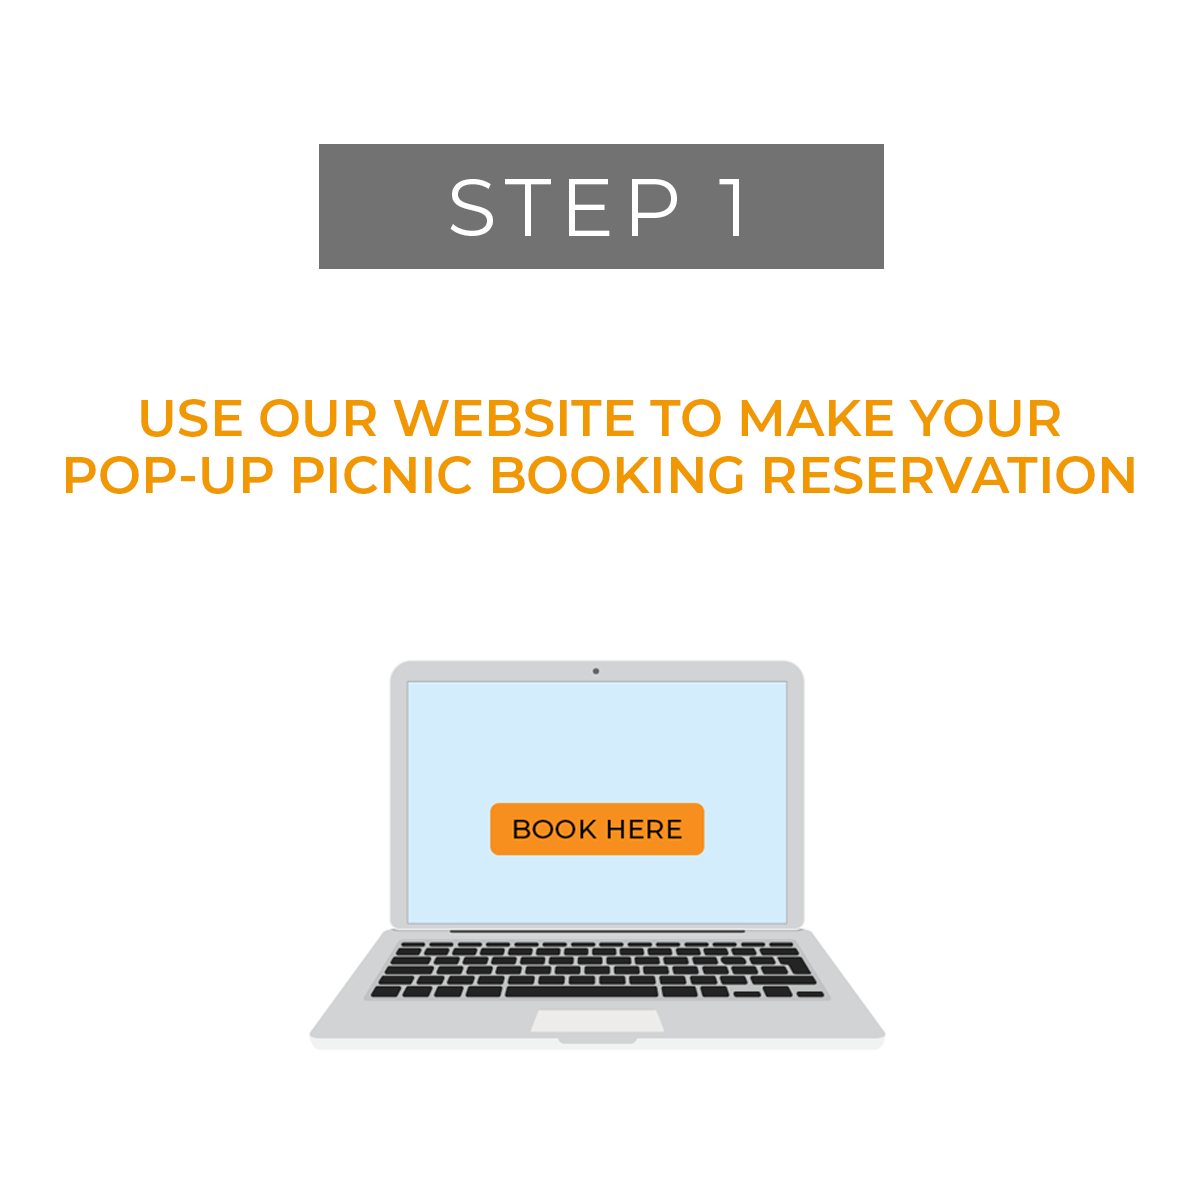 STEP 1
USE OUR WEBSITE TO MAKE YOUR
POP-UP PICNIC BOOKING RESERVATION
BOOK HERE